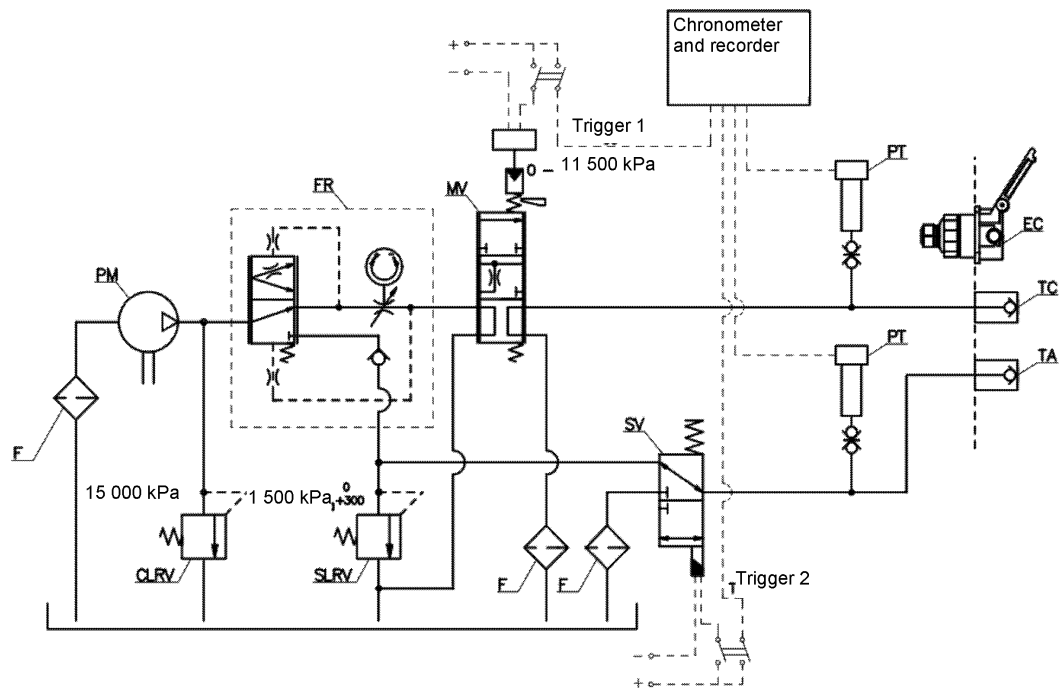 Chronometer
and recorder
+
−
Trigger 1
0 – 11 500 kPa
PT
FR
MV
EC
PM
TC
PT
TA
F
SV
15 000 kPa
1 500 kPa, 0 +300
CLRV
SLRV
F
F
Trigger 2
−
+